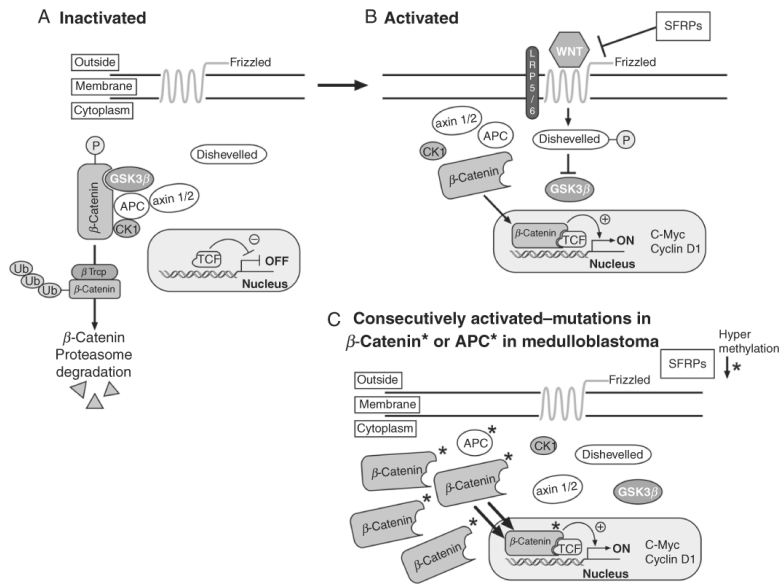 A Inactivated
Outside
Membrane
Cytoplasm
Frizzled
P
GSK3β
β-Catenin
APC
axin 1/2
CK1
Dishevelled
β Trcp
β-Catenin
Ub
Ub
Ub
β-Catenin
Proteasome
degradation
TCF
⊖
OFF
Nucleus
B Activated
SFRPs
WNT
Frizzled
LRP5/6
axin 1/2
APC
CK1
β-Catenin
Dishevelled
P
GSK3β
β-Catenin
TCF
⊕
ON
Nucleus
C-Myc
Cyclin D1
C Consecutively activated–mutations in
β-Catenin* or APC* in medulloblastoma
Hyper
methylation
SFRPs
*
Outside
Membrane
Cytoplasm
Frizzled
APC *
CK1
Dishevelled
β-Catenin *
β-Catenin *
axin 1/2
GSK3β
β-Catenin *
β-Catenin *
β-Catenin *
TCF
⊕
ON
Nucleus
C-Myc
Cyclin D1